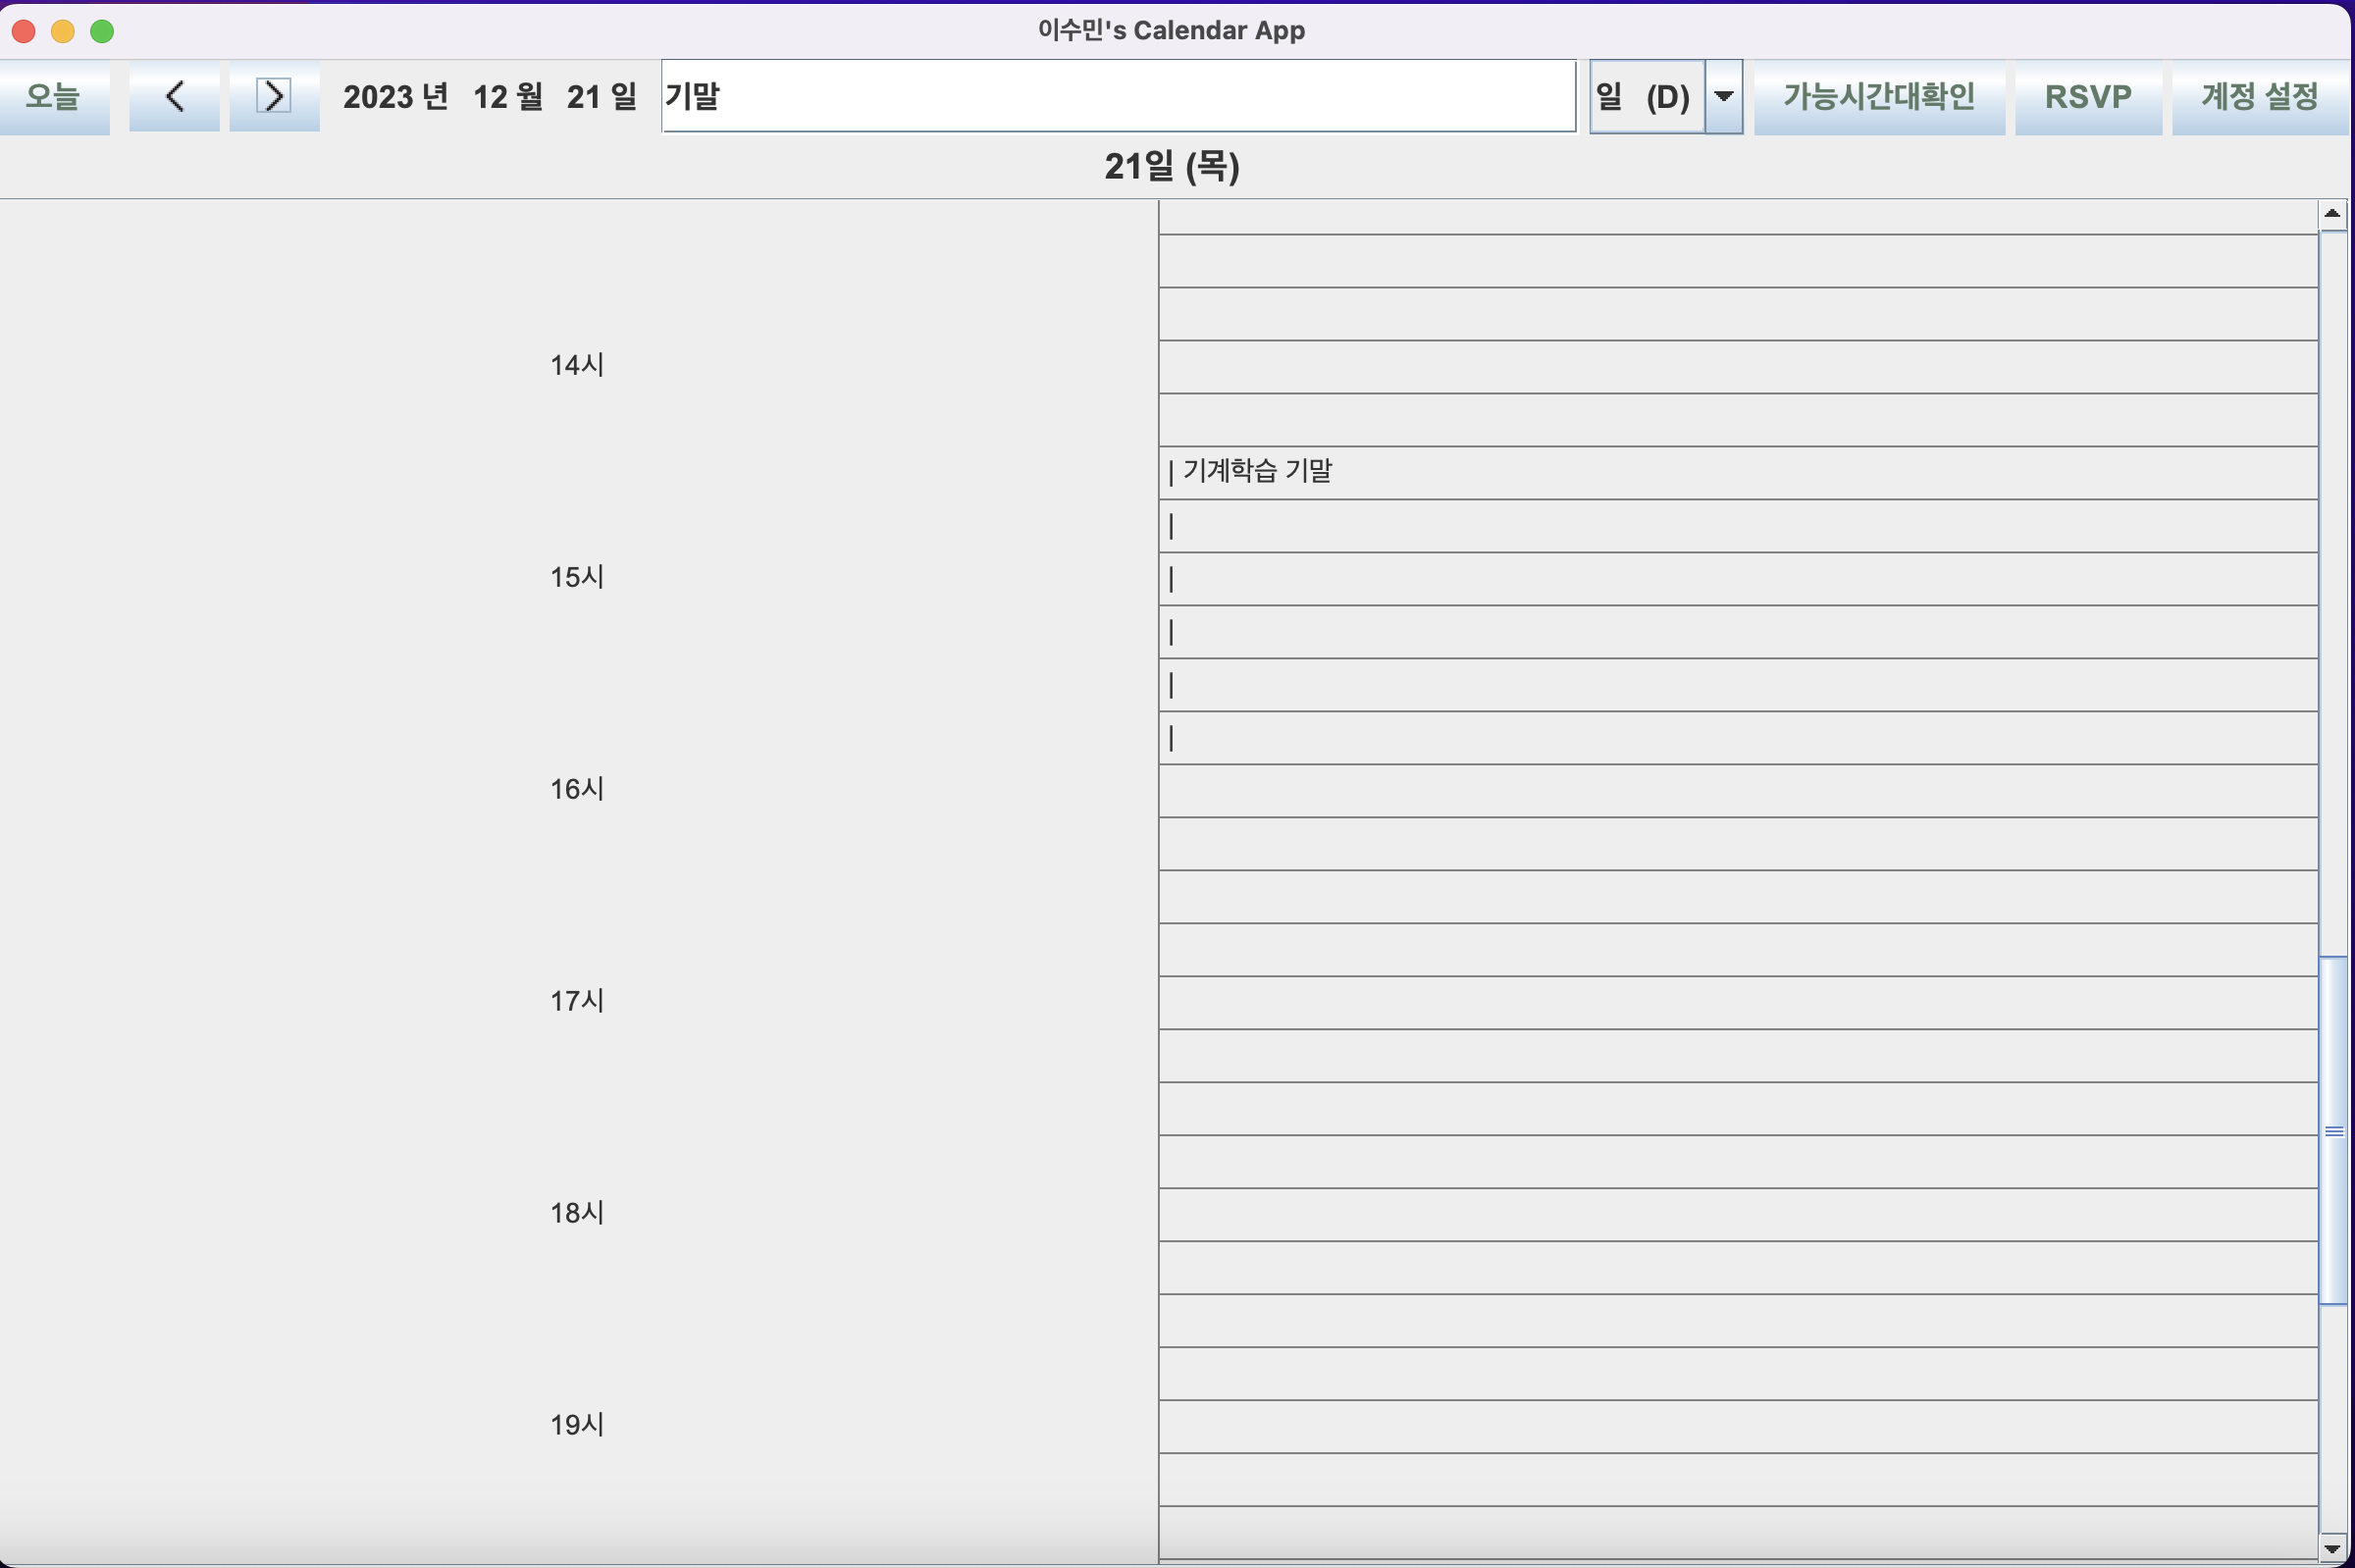 이수민's Calendar App
오늘 < > 2023 년 12 월 21 일 기말 일 (D) 가능시간대확인 RSVP 계정 설정
21일 (목)
14시
| 기계학습 기말
|
15시 |
|
|
|
16시
17시
18시
19시